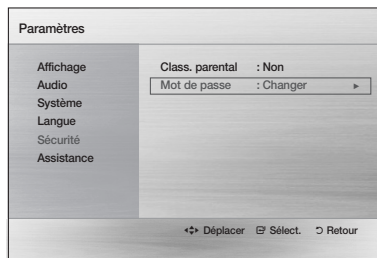 Paramètres
Affichage
Audio
Système
Langue
Sécurité
Assistance
Class. parental : Non
Mot de passe : Changer
Déplacer Sélect. Retour